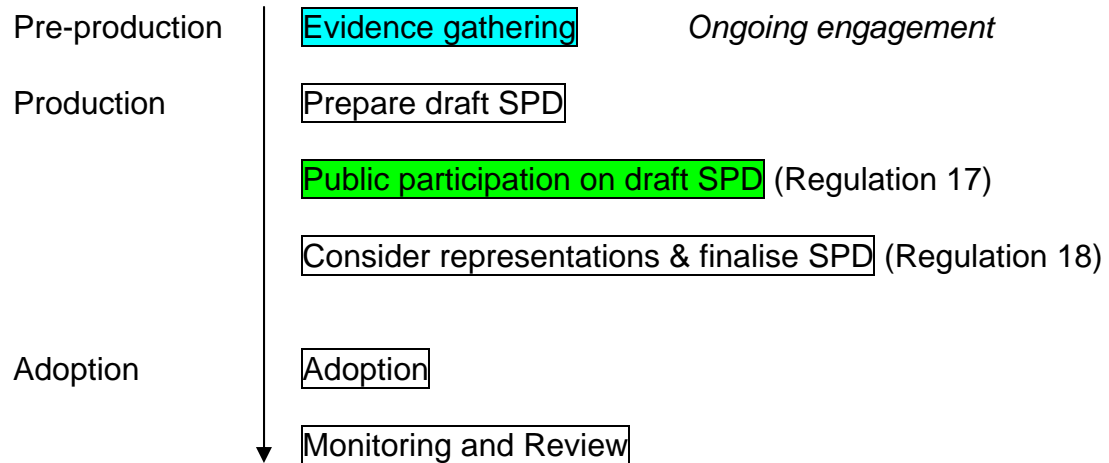 Pre-production Evidence gathering Ongoing engagement
Production Prepare draft SPD
Public participation on draft SPD (Regulation 17)
Consider representations & finalise SPD (Regulation 18)
Adoption Adoption
Monitoring and Review